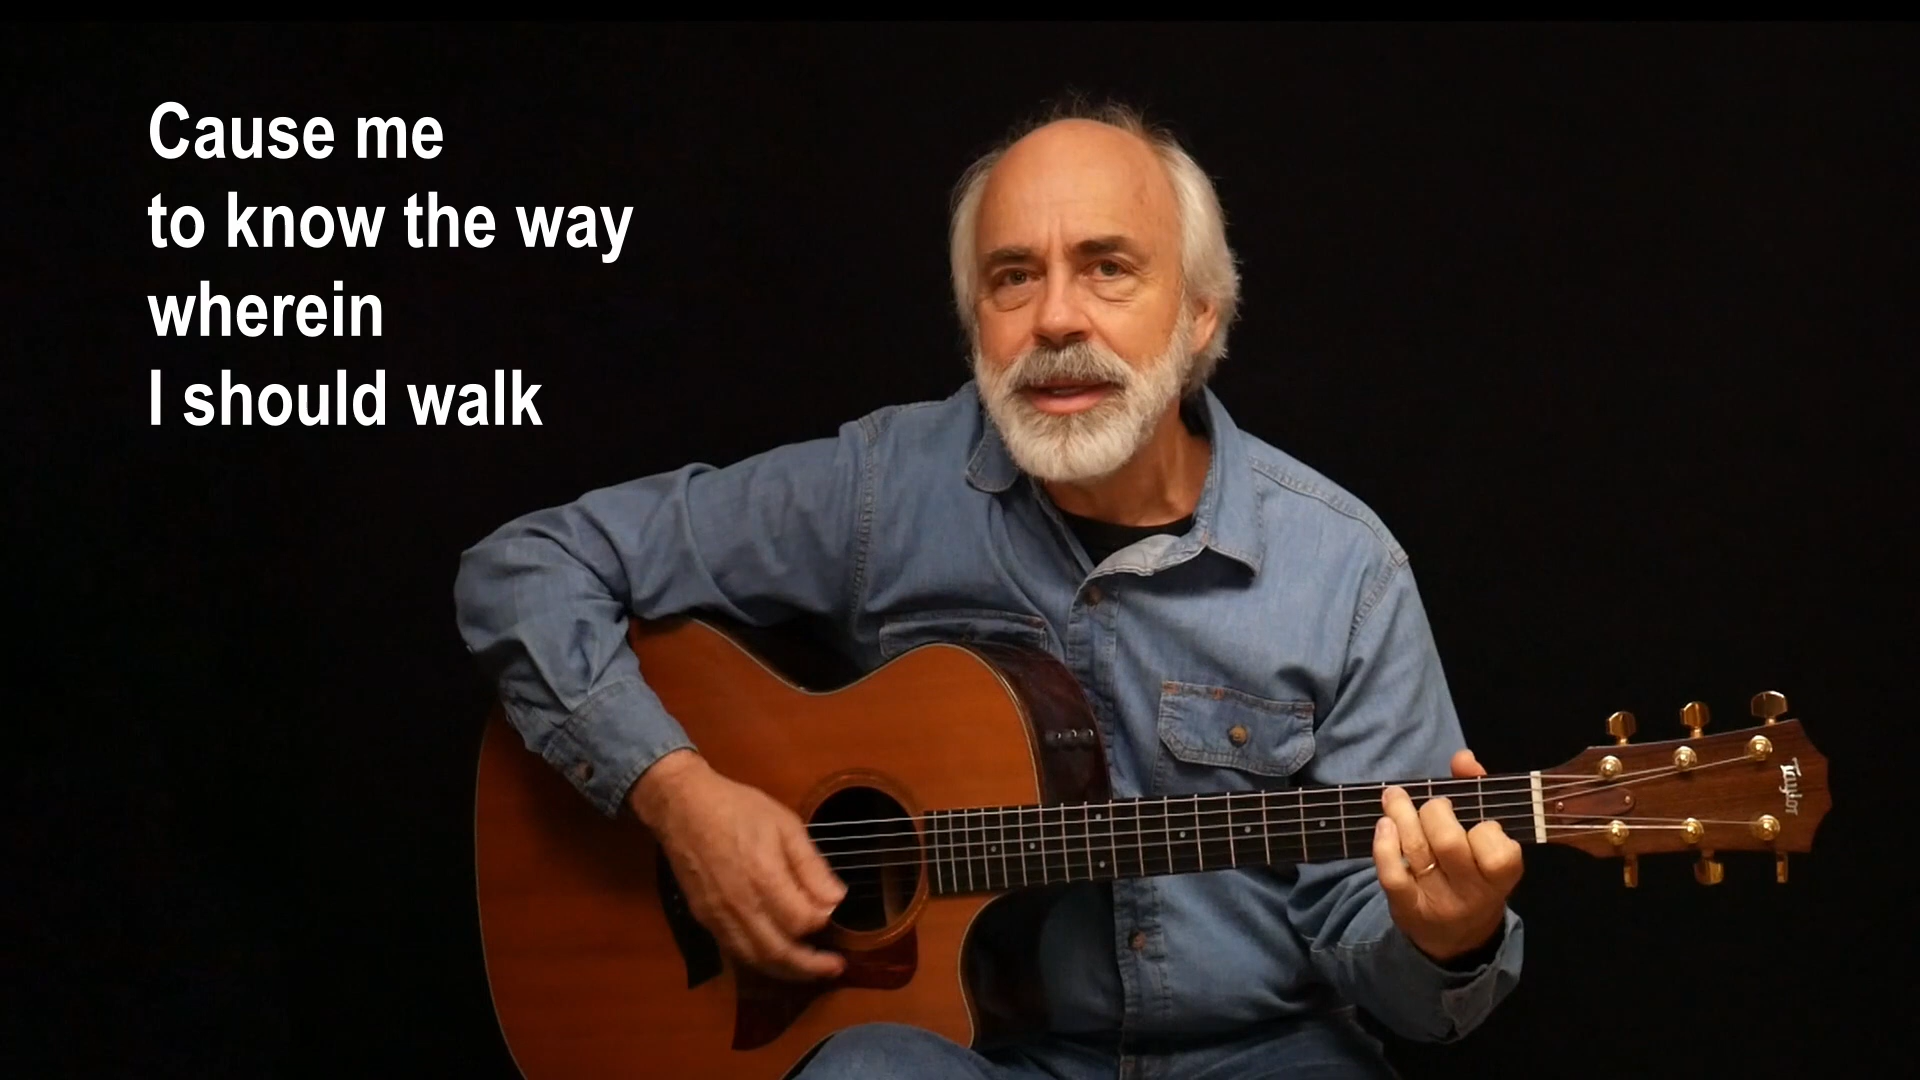 Cause me
to know the way
wherein
I should walk
Taylor